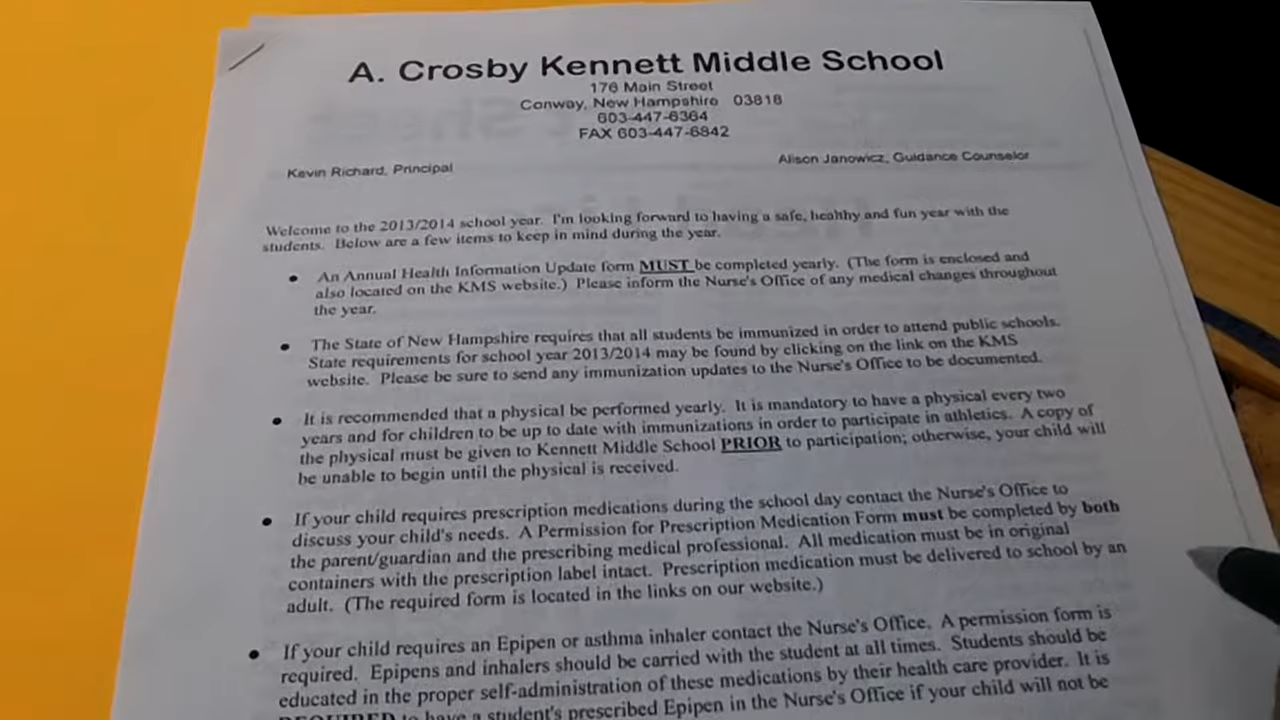 A. Crosby Kennett Middle School
176 Main Street
Conway, New Hampshire 03818
603-447-6364
FAX 603-447-6842
Kevin Richard, Principal
Alison Janowicz, Guidance Counselor
Welcome to the 2013/2014 school year. I'm looking forward to having a safe, healthy and fun year with the
students. Below are a few items to keep in mind during the year.
• An Annual Health Information Update form MUST be completed yearly. (The form is enclosed and
also located on the KMS website.) Please inform the Nurse's Office of any medical changes throughout
the year.
• The State of New Hampshire requires that all students be immunized in order to attend public schools.
State requirements for school year 2013/2014 may be found by clicking on the link on the KMS
website. Please be sure to send any immunization updates to the Nurse's Office to be documented.
• It is recommended that a physical be performed yearly. It is mandatory to have a physical every two
years and for children to be up to date with immunizations in order to participate in athletics. A copy of
the physical must be given to Kennett Middle School PRIOR to participation; otherwise, your child will
be unable to begin until the physical is received.
• If your child requires prescription medications during the school day contact the Nurse's Office to
discuss your child's needs. A Permission for Prescription Medication Form must be completed by both
the parent/guardian and the prescribing medical professional. All medication must be in original
containers with the prescription label intact. Prescription medication must be delivered to school by an
adult. (The required form is located in the links on our website.)
• If your child requires an Epipen or asthma inhaler contact the Nurse's Office. A permission form is
required. Epipens and inhalers should be carried with the student at all times. Students should be
educated in the proper self-administration of these medications by their health care provider. It is
REQUIRED to have a student's prescribed Epipen in the Nurse's Office if your child will not be